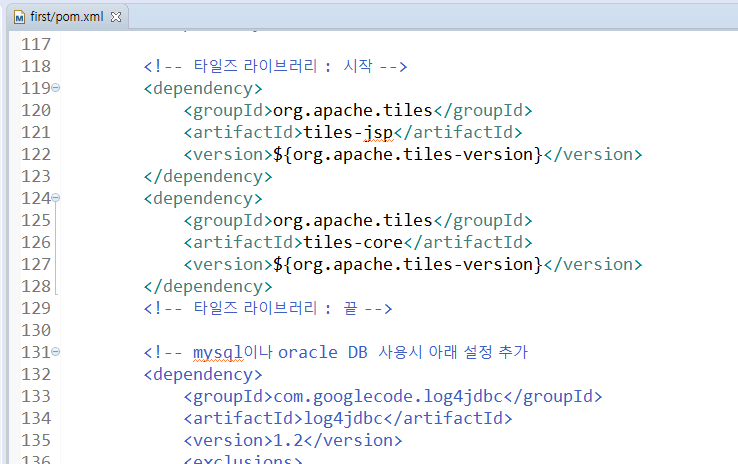 first/pom.xml
117
118 <!-- 타일즈 라이브러리 : 시작 -->
119 <dependency>
120 <groupId>org.apache.tiles</groupId>
121 <artifactId>tiles-jsp</artifactId>
122 <version>${org.apache.tiles-version}</version>
123 </dependency>
124 <dependency>
125 <groupId>org.apache.tiles</groupId>
126 <artifactId>tiles-core</artifactId>
127 <version>${org.apache.tiles-version}</version>
128 </dependency>
129 <!-- 타일즈 라이브러리 : 끝 -->
130
131 <!-- mysql이나 oracle DB 사용시 아래 설정 추가
132 <dependency>
133 <groupId>com.googlecode.log4jdbc</groupId>
134 <artifactId>log4jdbc</artifactId>
135 <version>1.2</version>
136 <exclusions>